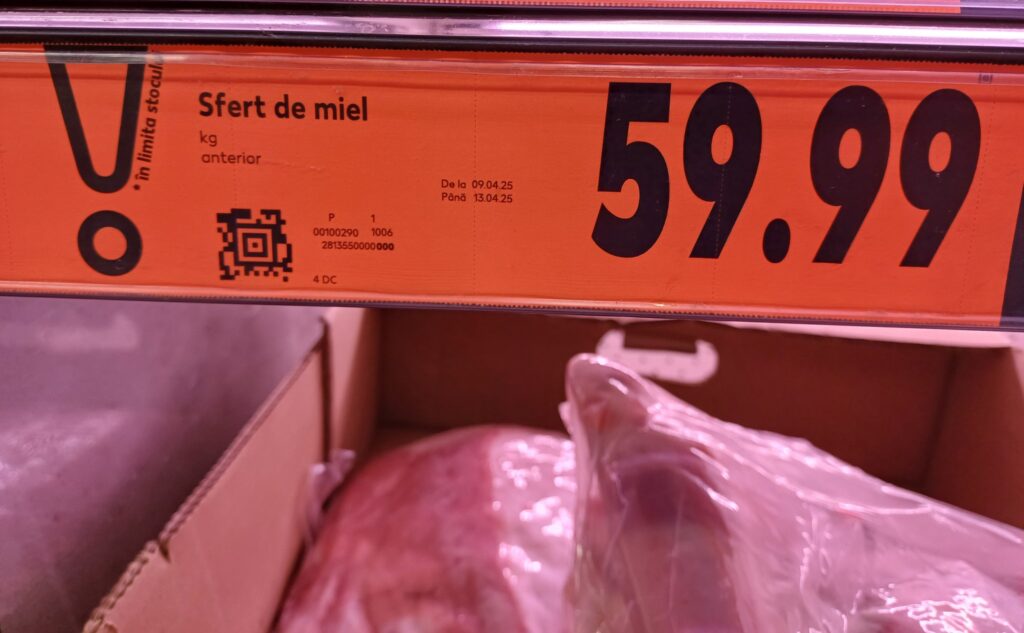 *în limita stocul
Sfert de miel
kg
anterior
De la 09.04.25
Până 13.04.25
59.99
P 1
00100290 1006
2813550000000
4 DC